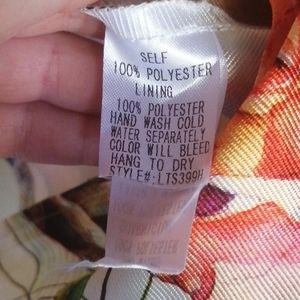 SELF
100% POLYESTER
LINING
100% POLYESTER
HAND WASH COLD
WATER SEPARATELY
COLOR WILL BLEED
HANG TO DRY
STYLE#:LTS399H